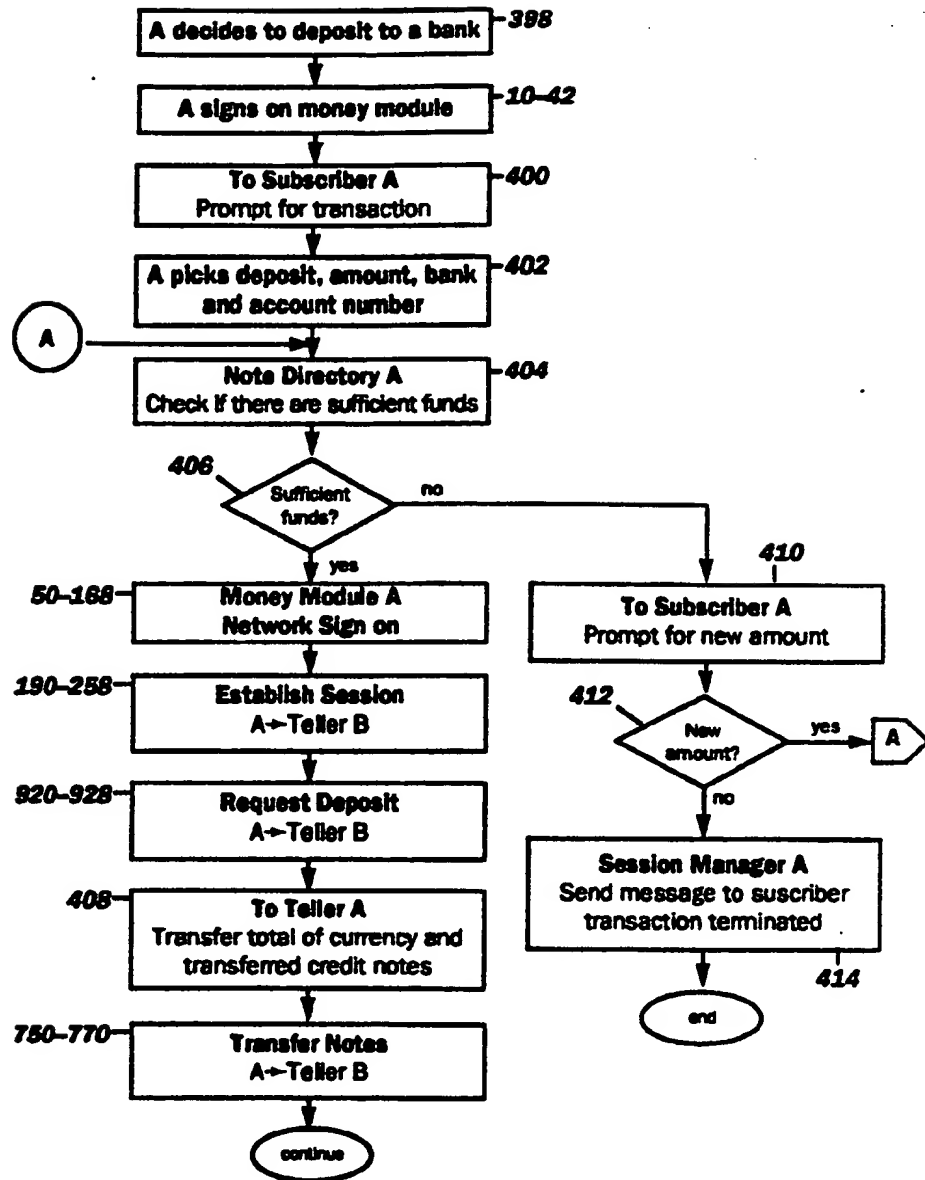 A decides to deposit to a bank
398
A signs on money module
10-42
To Subscriber A
Prompt for transaction
400
A picks deposit, amount, bank
and account number
402
A
Note Directory A
Check if there are sufficient funds
404
406
Sufficient
funds?
no
yes
50-168
Money Module A
Network Sign on
190-258
Establish Session
A→Teller B
920-928
Request Deposit
A→Teller B
408
To Teller A
Transfer total of currency and
transferred credit notes
750-770
Transfer Notes
A→Teller B
continue
410
To Subscriber A
Prompt for new amount
412
New
amount?
yes
A
no
Session Manager A
Send message to suscriber
transaction terminated
414
end